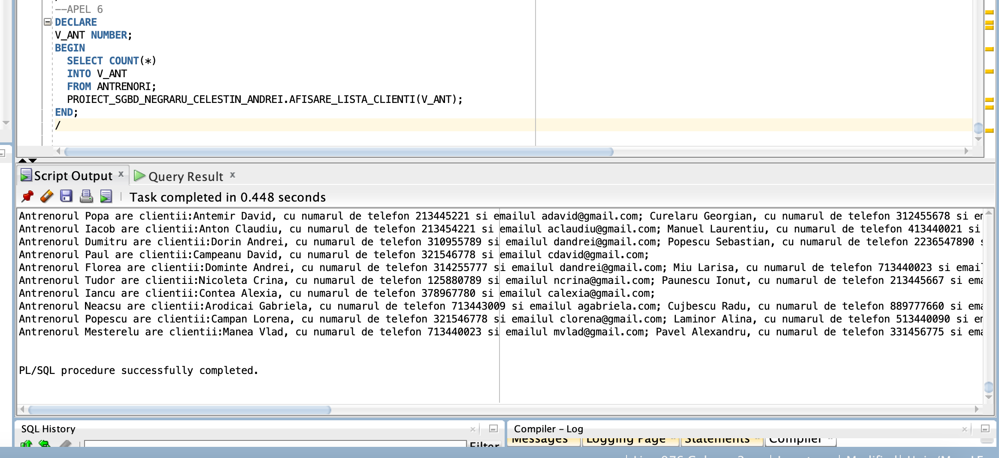 --APEL 6
DECLARE
V_ANT NUMBER;
BEGIN
SELECT COUNT(*)
INTO V_ANT
FROM ANTRENORI;
PROIECT_SGBD_NEGRARU_CELESTIN_ANDREI.AFISARE_LISTA_CLIENTI(V_ANT);
END;
/
Script Output x Query Result x
Task completed in 0.448 seconds
Antrenorul Popa are clientii:Antemir David, cu numarul de telefon 213445221 si emailul adavid@gmail.com; Curelaru Georgian, cu numarul de telefon 312455678 si em
Antrenorul Iacob are clientii:Anton Claudiu, cu numarul de telefon 213454221 si emailul aclaudiu@gmail.com; Manuel Laurentiu, cu numarul de telefon 413440021 si
Antrenorul Dumitru are clientii:Dorin Andrei, cu numarul de telefon 310955789 si emailul dandrei@gmail.com; Popescu Sebastian, cu numarul de telefon 2236547890 s
Antrenorul Paul are clientii:Campeanu David, cu numarul de telefon 321546778 si emailul cdavid@gmail.com;
Antrenorul Florea are clientii:Dominte Andrei, cu numarul de telefon 314255777 si emailul dandrei@gmail.com; Miu Larisa, cu numarul de telefon 713440023 si email
Antrenorul Tudor are clientii:Nicoleta Crina, cu numarul de telefon 125880789 si emailul ncrina@gmail.com; Paunescu Ionut, cu numarul de telefon 213445667 si ema
Antrenorul Iancu are clientii:Contea Alexia, cu numarul de telefon 378967780 si emailul calexia@gmail.com;
Antrenorul Neacsu are clientii:Arodicai Gabriela, cu numarul de telefon 713443009 si emailul agabriela.com; Cujbescu Radu, cu numarul de telefon 889777660 si ema
Antrenorul Popescu are clientii:Campan Lorena, cu numarul de telefon 321546778 si emailul clorena@gmail.com; Laminor Alina, cu numarul de telefon 513440090 si em
Antrenorul Mesterelu are clientii:Manea Vlad, cu numarul de telefon 713440023 si emailul mvlad@gmail.com; Pavel Alexandru, cu numarul de telefon 331456775 si ema
PL/SQL procedure successfully completed.
SQL History
Compiler - Log
Filter
Messages Logging Page Statements Compiler